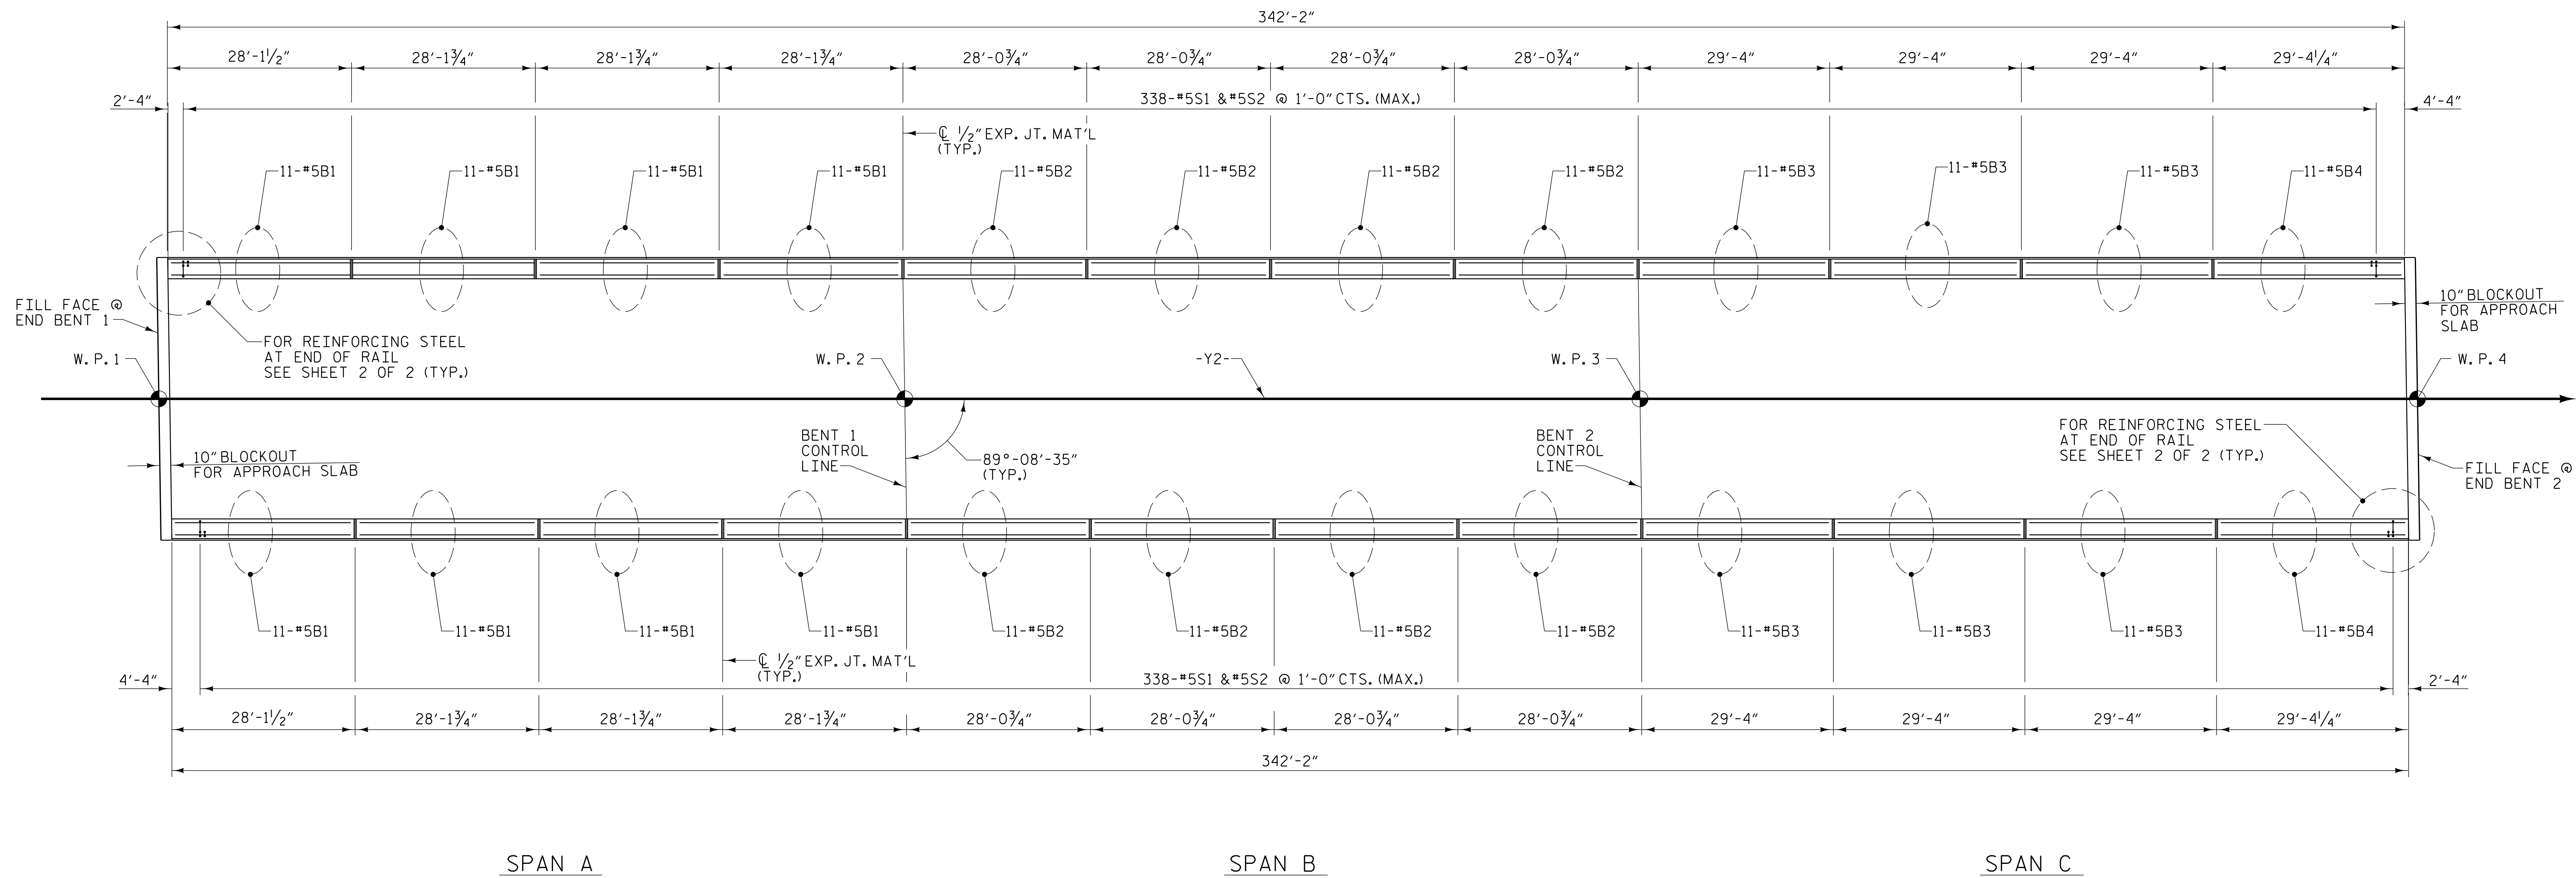 342'-2"
28'-1½" 28'-1¾" 28'-1¾" 28'-1¾" 28'-0¾" 28'-0¾" 28'-0¾" 28'-0¾" 29'-4" 29'-4" 29'-4" 29'-4¼"
2'-4" 338-#5S1 & #5S2 @ 1'-0" CTS. (MAX.) 4'-4"
℄ ½" EXP. JT. MAT'L
(TYP.)
11-#5B1 11-#5B1 11-#5B1 11-#5B1 11-#5B2 11-#5B2 11-#5B2 11-#5B2 11-#5B3 11-#5B3 11-#5B3 11-#5B4
FILL FACE @
END BENT 1
10" BLOCKOUT
FOR APPROACH
SLAB
FOR REINFORCING STEEL
AT END OF RAIL
SEE SHEET 2 OF 2 (TYP.)
W.P. 1 W.P. 2 -Y2- W.P. 3 W.P. 4
BENT 1
CONTROL
LINE
89°-08'-35"
(TYP.)
BENT 2
CONTROL
LINE
FOR REINFORCING STEEL
AT END OF RAIL
SEE SHEET 2 OF 2 (TYP.)
10" BLOCKOUT
FOR APPROACH SLAB
FILL FACE @
END BENT 2
11-#5B1 11-#5B1 11-#5B1 11-#5B1 11-#5B2 11-#5B2 11-#5B2 11-#5B2 11-#5B3 11-#5B3 11-#5B3 11-#5B4
℄ ½" EXP. JT. MAT'L
(TYP.)
4'-4" 338-#5S1 & #5S2 @ 1'-0" CTS. (MAX.) 2'-4"
28'-1½" 28'-1¾" 28'-1¾" 28'-1¾" 28'-0¾" 28'-0¾" 28'-0¾" 28'-0¾" 29'-4" 29'-4" 29'-4" 29'-4¼"
342'-2"
SPAN A SPAN B SPAN C